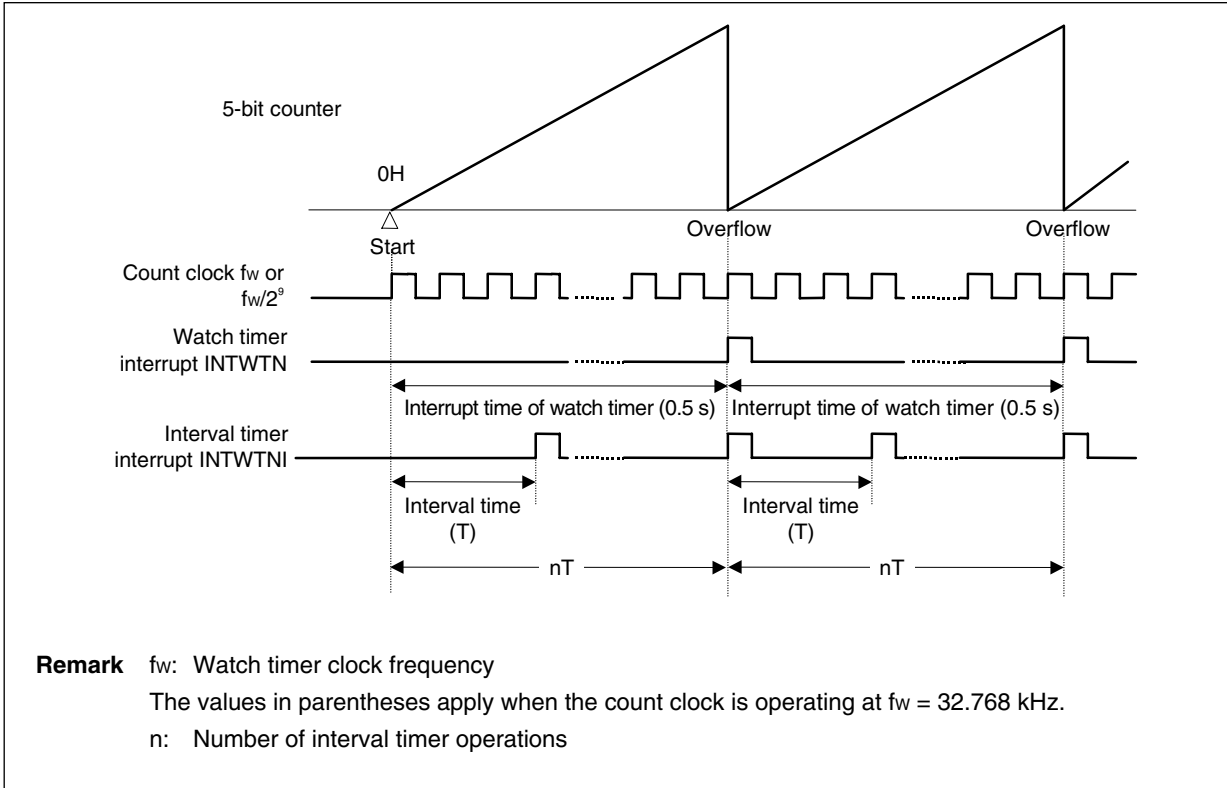 5-bit counter
0H
Start
Overflow
Overflow
Count clock fw or
fw/2⁹
Watch timer
interrupt INTWTN
Interrupt time of watch timer (0.5 s)
Interrupt time of watch timer (0.5 s)
Interval timer
interrupt INTWTNI
Interval time
(T)
Interval time
(T)
nT
nT
Remark fw: Watch timer clock frequency
The values in parentheses apply when the count clock is operating at fw = 32.768 kHz.
n: Number of interval timer operations